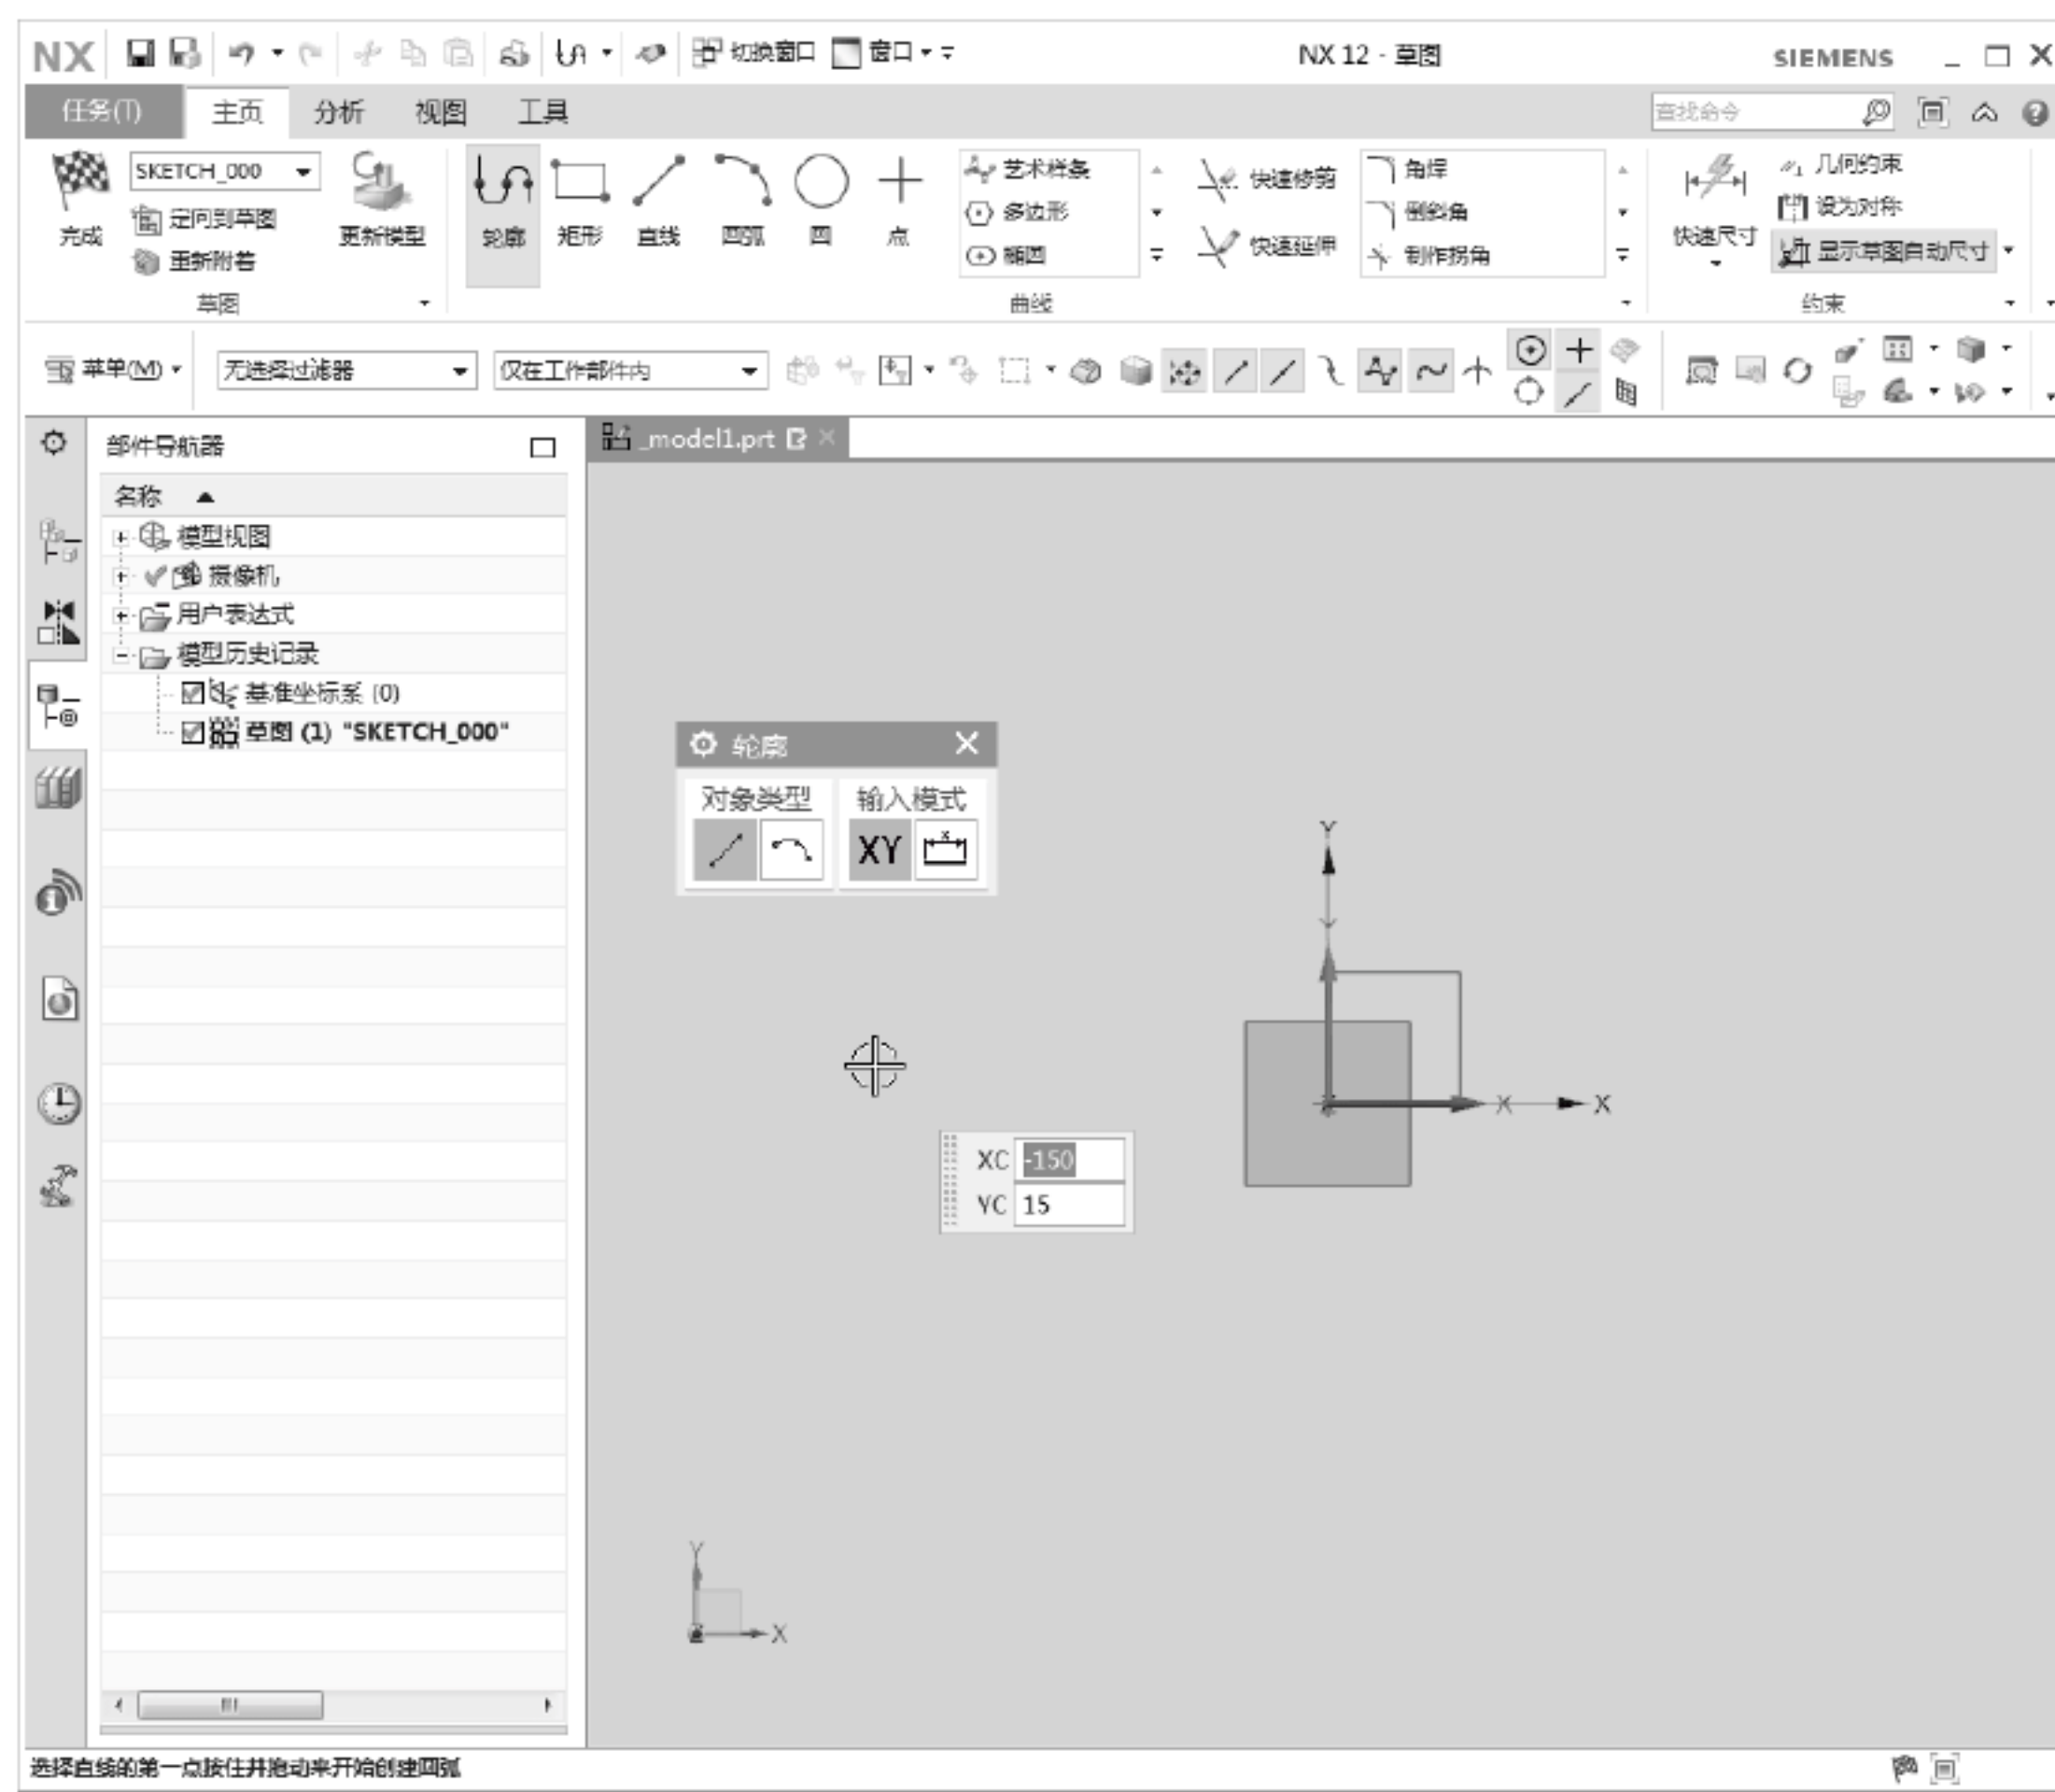 NX 切换窗口 窗口 NX 12 - 草图 SIEMENS
任务(T) 主页 分析 视图 工具 查找命令
SKETCH_000
完成
定向到草图
重新附着
草图
更新模型
轮廓 矩形 直线 圆弧 圆 点
艺术样条
多边形
椭圆
快速修剪
快速延伸
角焊
倒斜角
制作拐角
曲线
快速尺寸
几何约束
设为对称
显示草图自动尺寸
约束
菜单(M) 无选择过滤器 仅在工作部件内
部件导航器
_model1.prt
名称
模型视图
摄像机
用户表达式
模型历史记录
基准坐标系 (0)
草图 (1) "SKETCH_000"
轮廓
对象类型 输入模式
XY
Y
Y
X X
XC -150
YC 15
Y
X
选择直线的第一点按住并拖动来开始创建圆弧